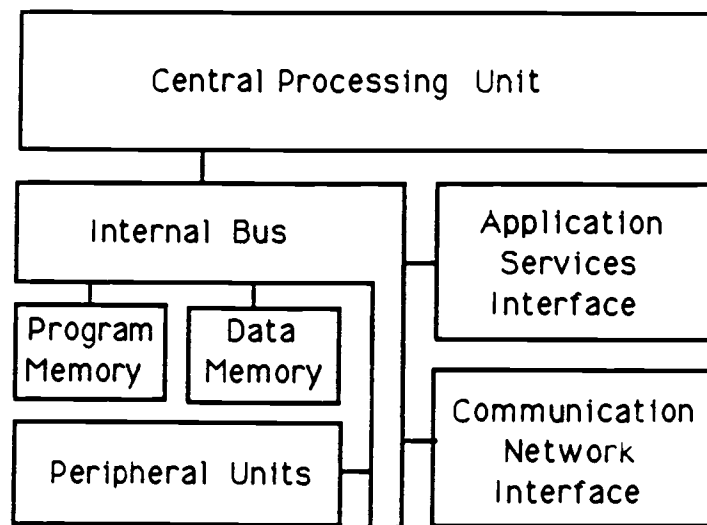 Central Processing Unit
Internal Bus
Application
Services
Interface
Program
Memory
Data
Memory
Communication
Network
Interface
Peripheral Units